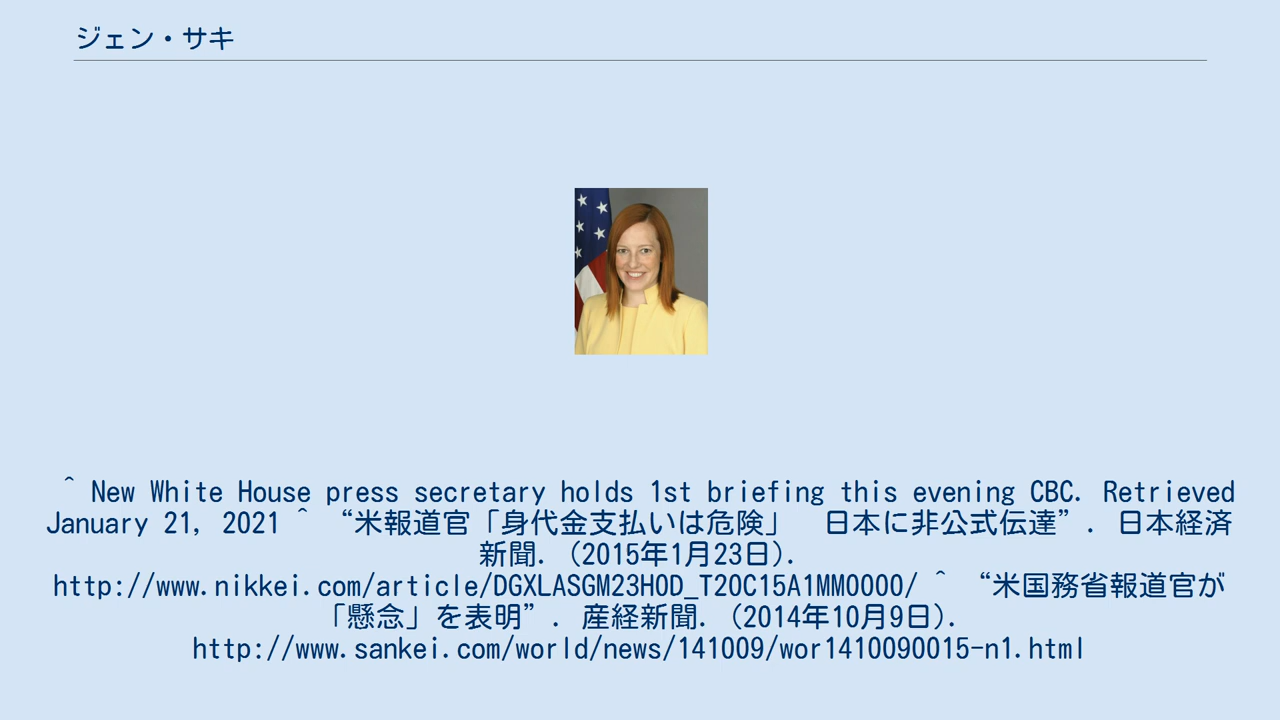 ジェン・サキ
^ New White House press secretary holds 1st briefing this evening CBC. Retrieved
January 21, 2021 ^ “米報道官「身代金支払いは危険」　日本に非公式伝達”. 日本経済
新聞. (2015年1月23日).
http://www.nikkei.com/article/DGXLASGM23H0D_T20C15A1MM0000/ ^ “米国務省報道官が
「懸念」を表明”. 産経新聞. (2014年10月9日).
http://www.sankei.com/world/news/141009/wor1410090015-n1.html